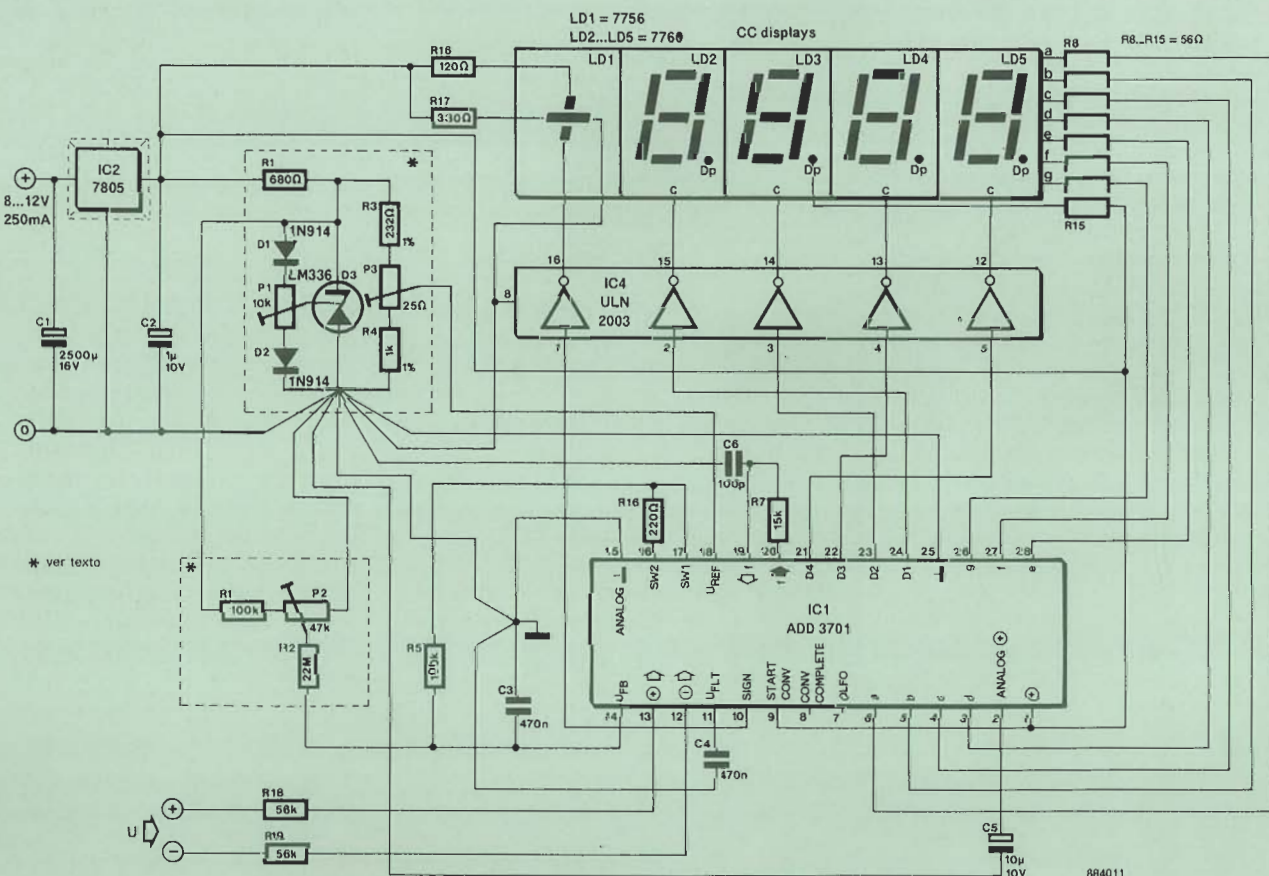 LD1 = 7756
LD2...LD5 = 7760
CC displays
R8...R15 = 56Ω
LD1
LD2
LD3
LD4
LD5
Dp
Dp
Dp
Dp
c
c
c
c
a
b
c
d
e
f
g
R8
R15
R16
120Ω
R17
330Ω
IC2
7805
+
8...12V
250mA
R1
680Ω
*
1N914
D1
LM336
D3
P1
10k
D2
1N914
R3
232Ω
1%
P3
25Ω
R4
1k
1%
C1
2500µ
16V
C2
1µ
10V
0
16
15
14
13
12
8
IC4
ULN
2003
1
2
3
4
5
C6
100p
R16
220Ω
R7
15k
* ver texto
*
R1
100k
P2
47k
R2
22M
R5
100k
C3
470n
C4
470n
15
16
17
18
19
20
21
22
23
24
25
26
27
28
ANALOG
SW2
SW1
UREF
f
f
D4
D3
D2
D1
g
f
e
IC1
ADD 3701
UFB
+
−
UFLT
SIGN
START
CONV
CONV
COMPLETE
OLFO
a
b
c
d
ANALOG +
+
14
13
12
11
10
9
8
7
6
5
4
3
2
1
U
+
−
R18
56k
R19
56k
C5
10µ
10V
884011